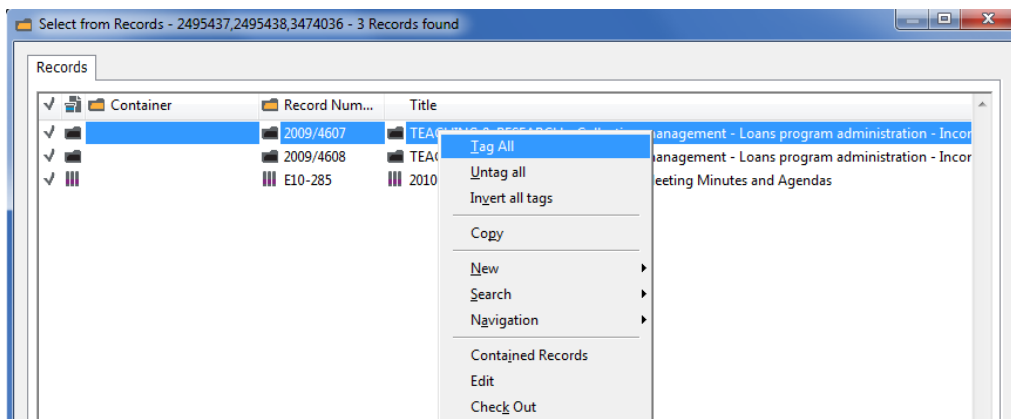 Select from Records - 2495437,2495438,3474036 - 3 Records found
Records
Container Record Num... Title
2009/4607 management - Loans program administration - Incor
2009/4608 TEA management - Loans program administration - Incor
E10-285 2010 eeting Minutes and Agendas
Tag All
Untag all
Invert all tags
Copy
New
Search
Navigation
Contained Records
Edit
Check Out